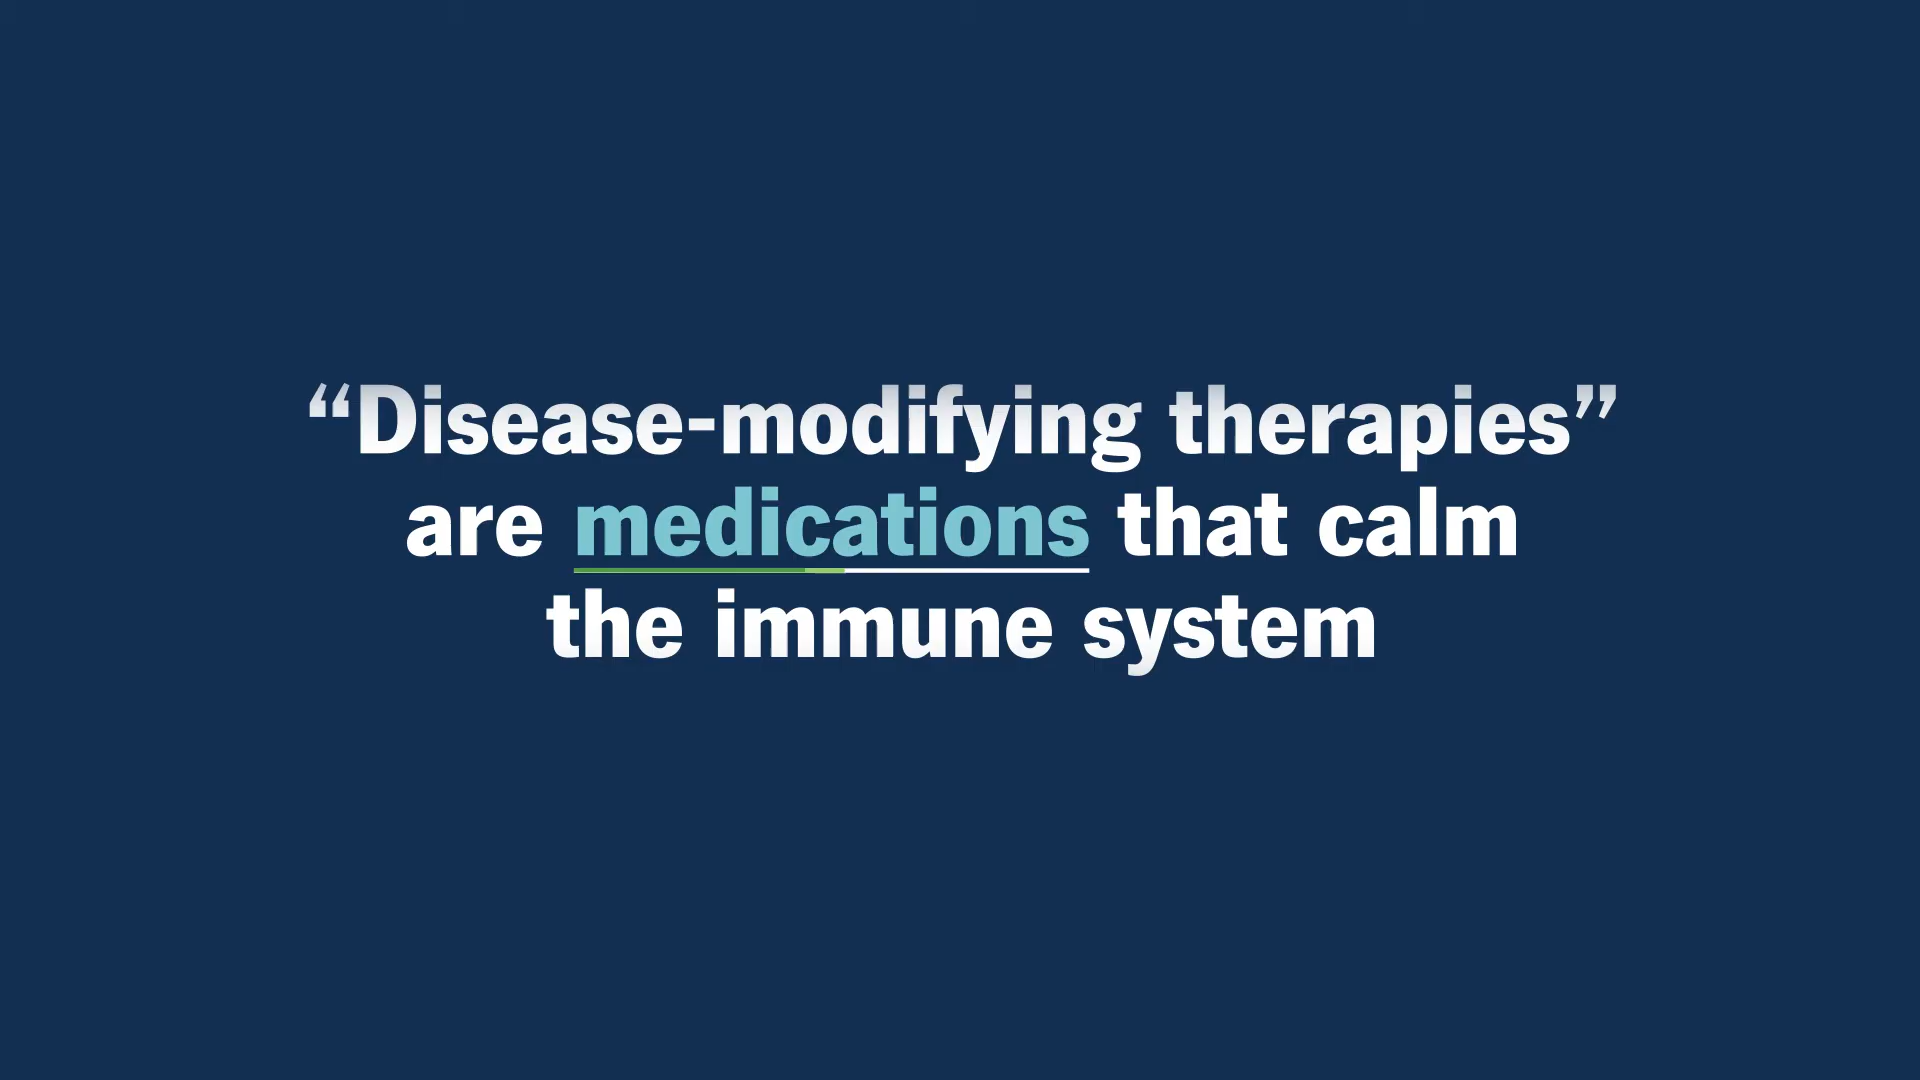 “Disease-modifying therapies”
are medications that calm
the immune system